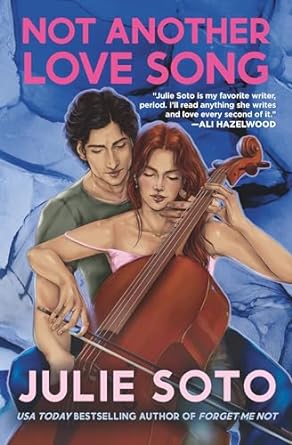 NOT ANOTHER
LOVE SONG
"Julie Soto is my favorite writer,
period. I'll read anything she writes
and love every second of it."
—ALI HAZELWOOD
JULIE SOTO
USA TODAY BESTSELLING AUTHOR OF FORGET ME NOT